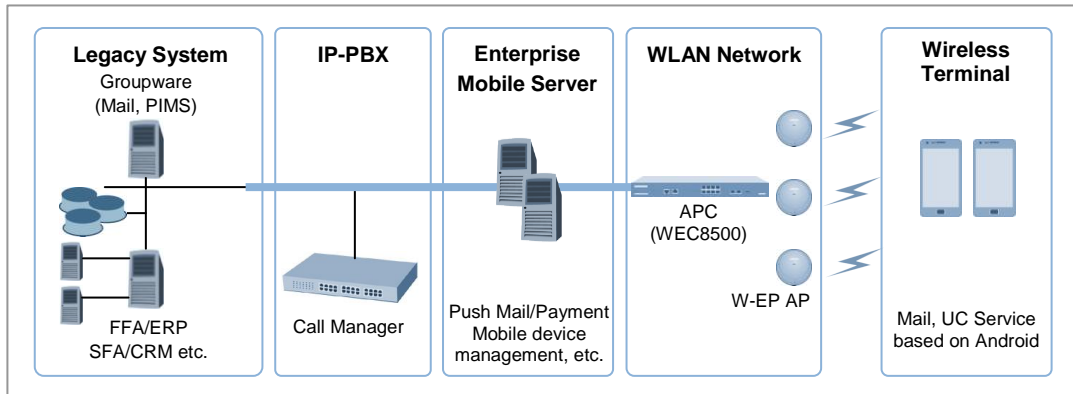 Legacy System
Groupware
(Mail, PIMS)
FFA/ERP
SFA/CRM etc.
IP-PBX
Call Manager
Enterprise
Mobile Server
Push Mail/Payment
Mobile device
management, etc.
WLAN Network
APC
(WEC8500)
W-EP AP
Wireless
Terminal
Mail, UC Service
based on Android